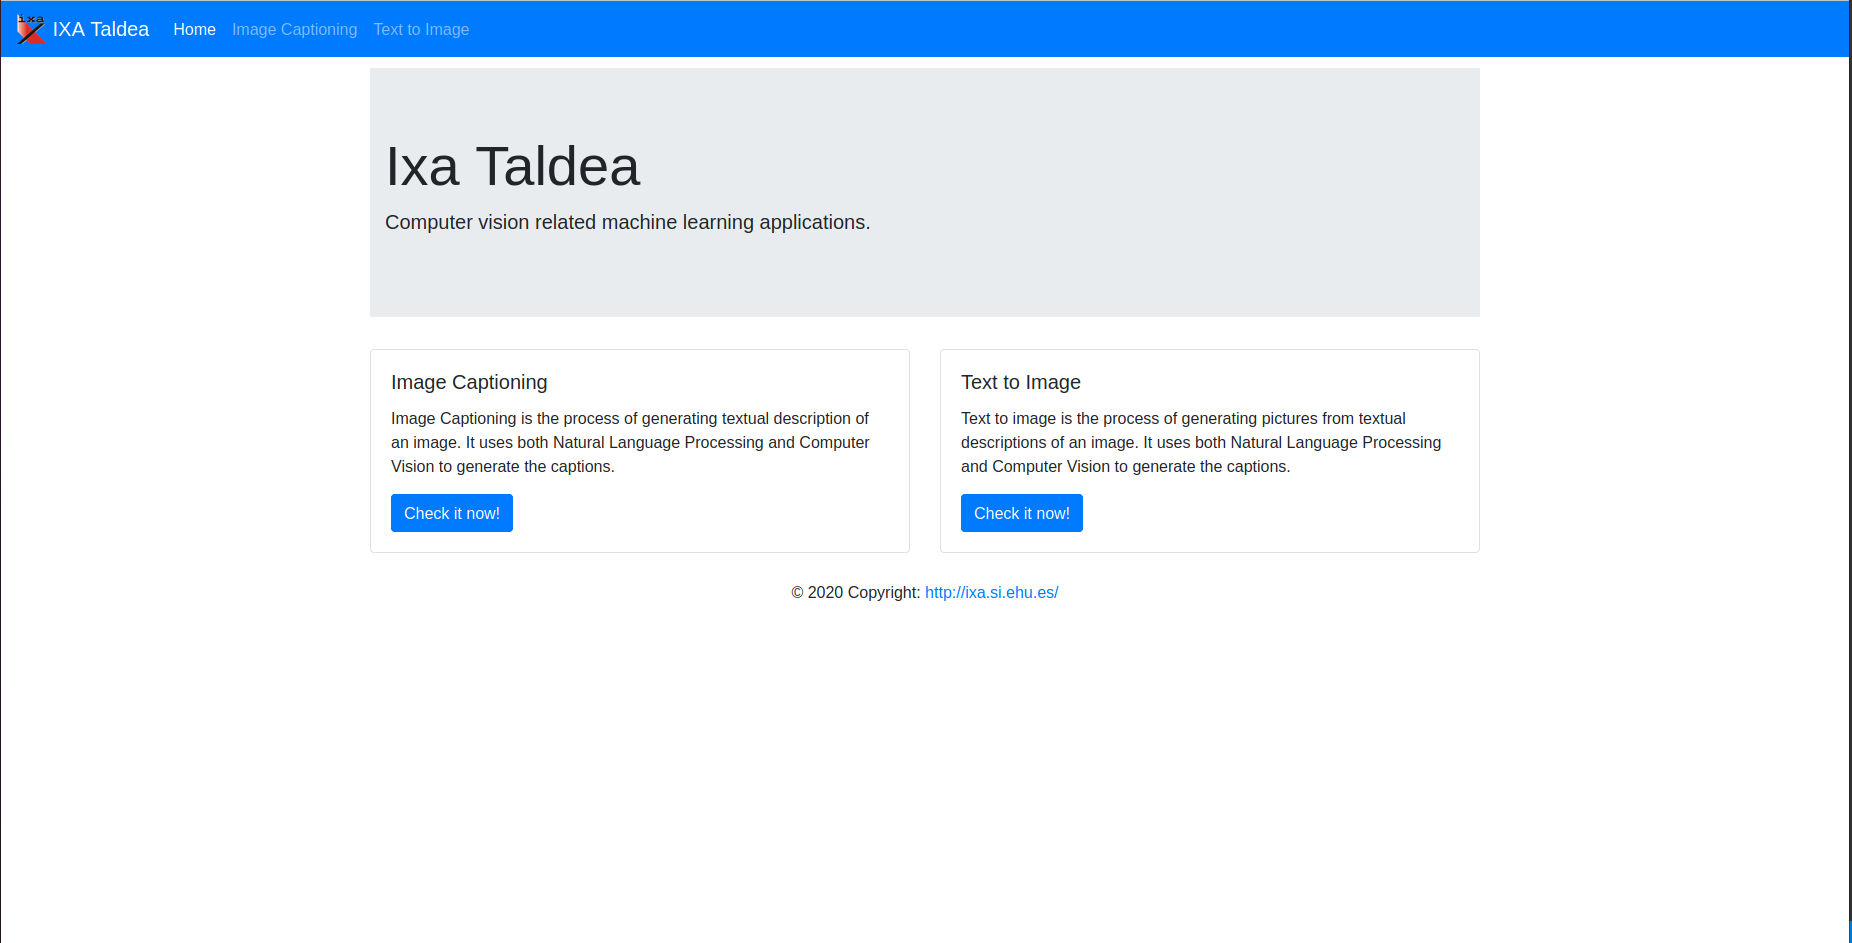 ixa
IXA Taldea Home Image Captioning Text to Image
Ixa Taldea
Computer vision related machine learning applications.
Image Captioning
Image Captioning is the process of generating textual description of
an image. It uses both Natural Language Processing and Computer
Vision to generate the captions.
Check it now!
Text to Image
Text to image is the process of generating pictures from textual
descriptions of an image. It uses both Natural Language Processing
and Computer Vision to generate the captions.
Check it now!
© 2020 Copyright: http://ixa.si.ehu.es/